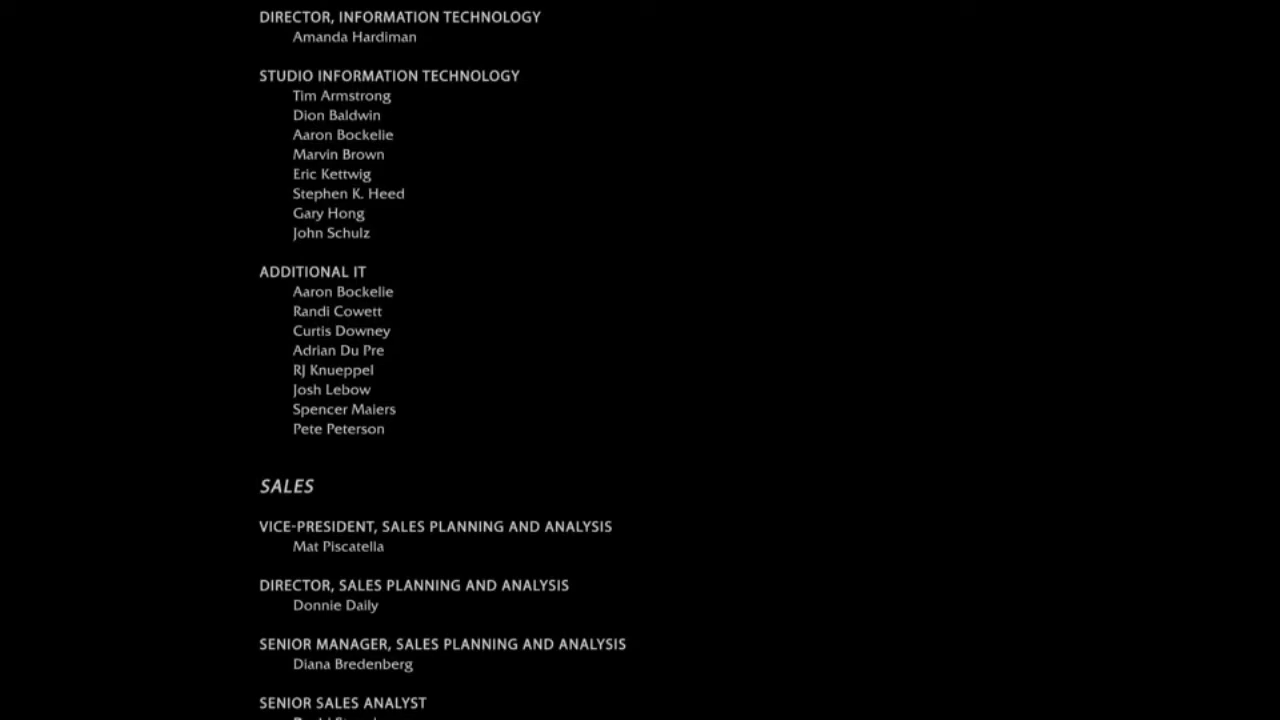 DIRECTOR, INFORMATION TECHNOLOGY
Amanda Hardiman
STUDIO INFORMATION TECHNOLOGY
Tim Armstrong
Dion Baldwin
Aaron Bockelie
Marvin Brown
Eric Kettwig
Stephen K. Heed
Gary Hong
John Schulz
ADDITIONAL IT
Aaron Bockelie
Randi Cowett
Curtis Downey
Adrian Du Pre
RJ Knueppel
Josh Lebow
Spencer Maiers
Pete Peterson
SALES
VICE-PRESIDENT, SALES PLANNING AND ANALYSIS
Mat Piscatella
DIRECTOR, SALES PLANNING AND ANALYSIS
Donnie Daily
SENIOR MANAGER, SALES PLANNING AND ANALYSIS
Diana Bredenberg
SENIOR SALES ANALYST